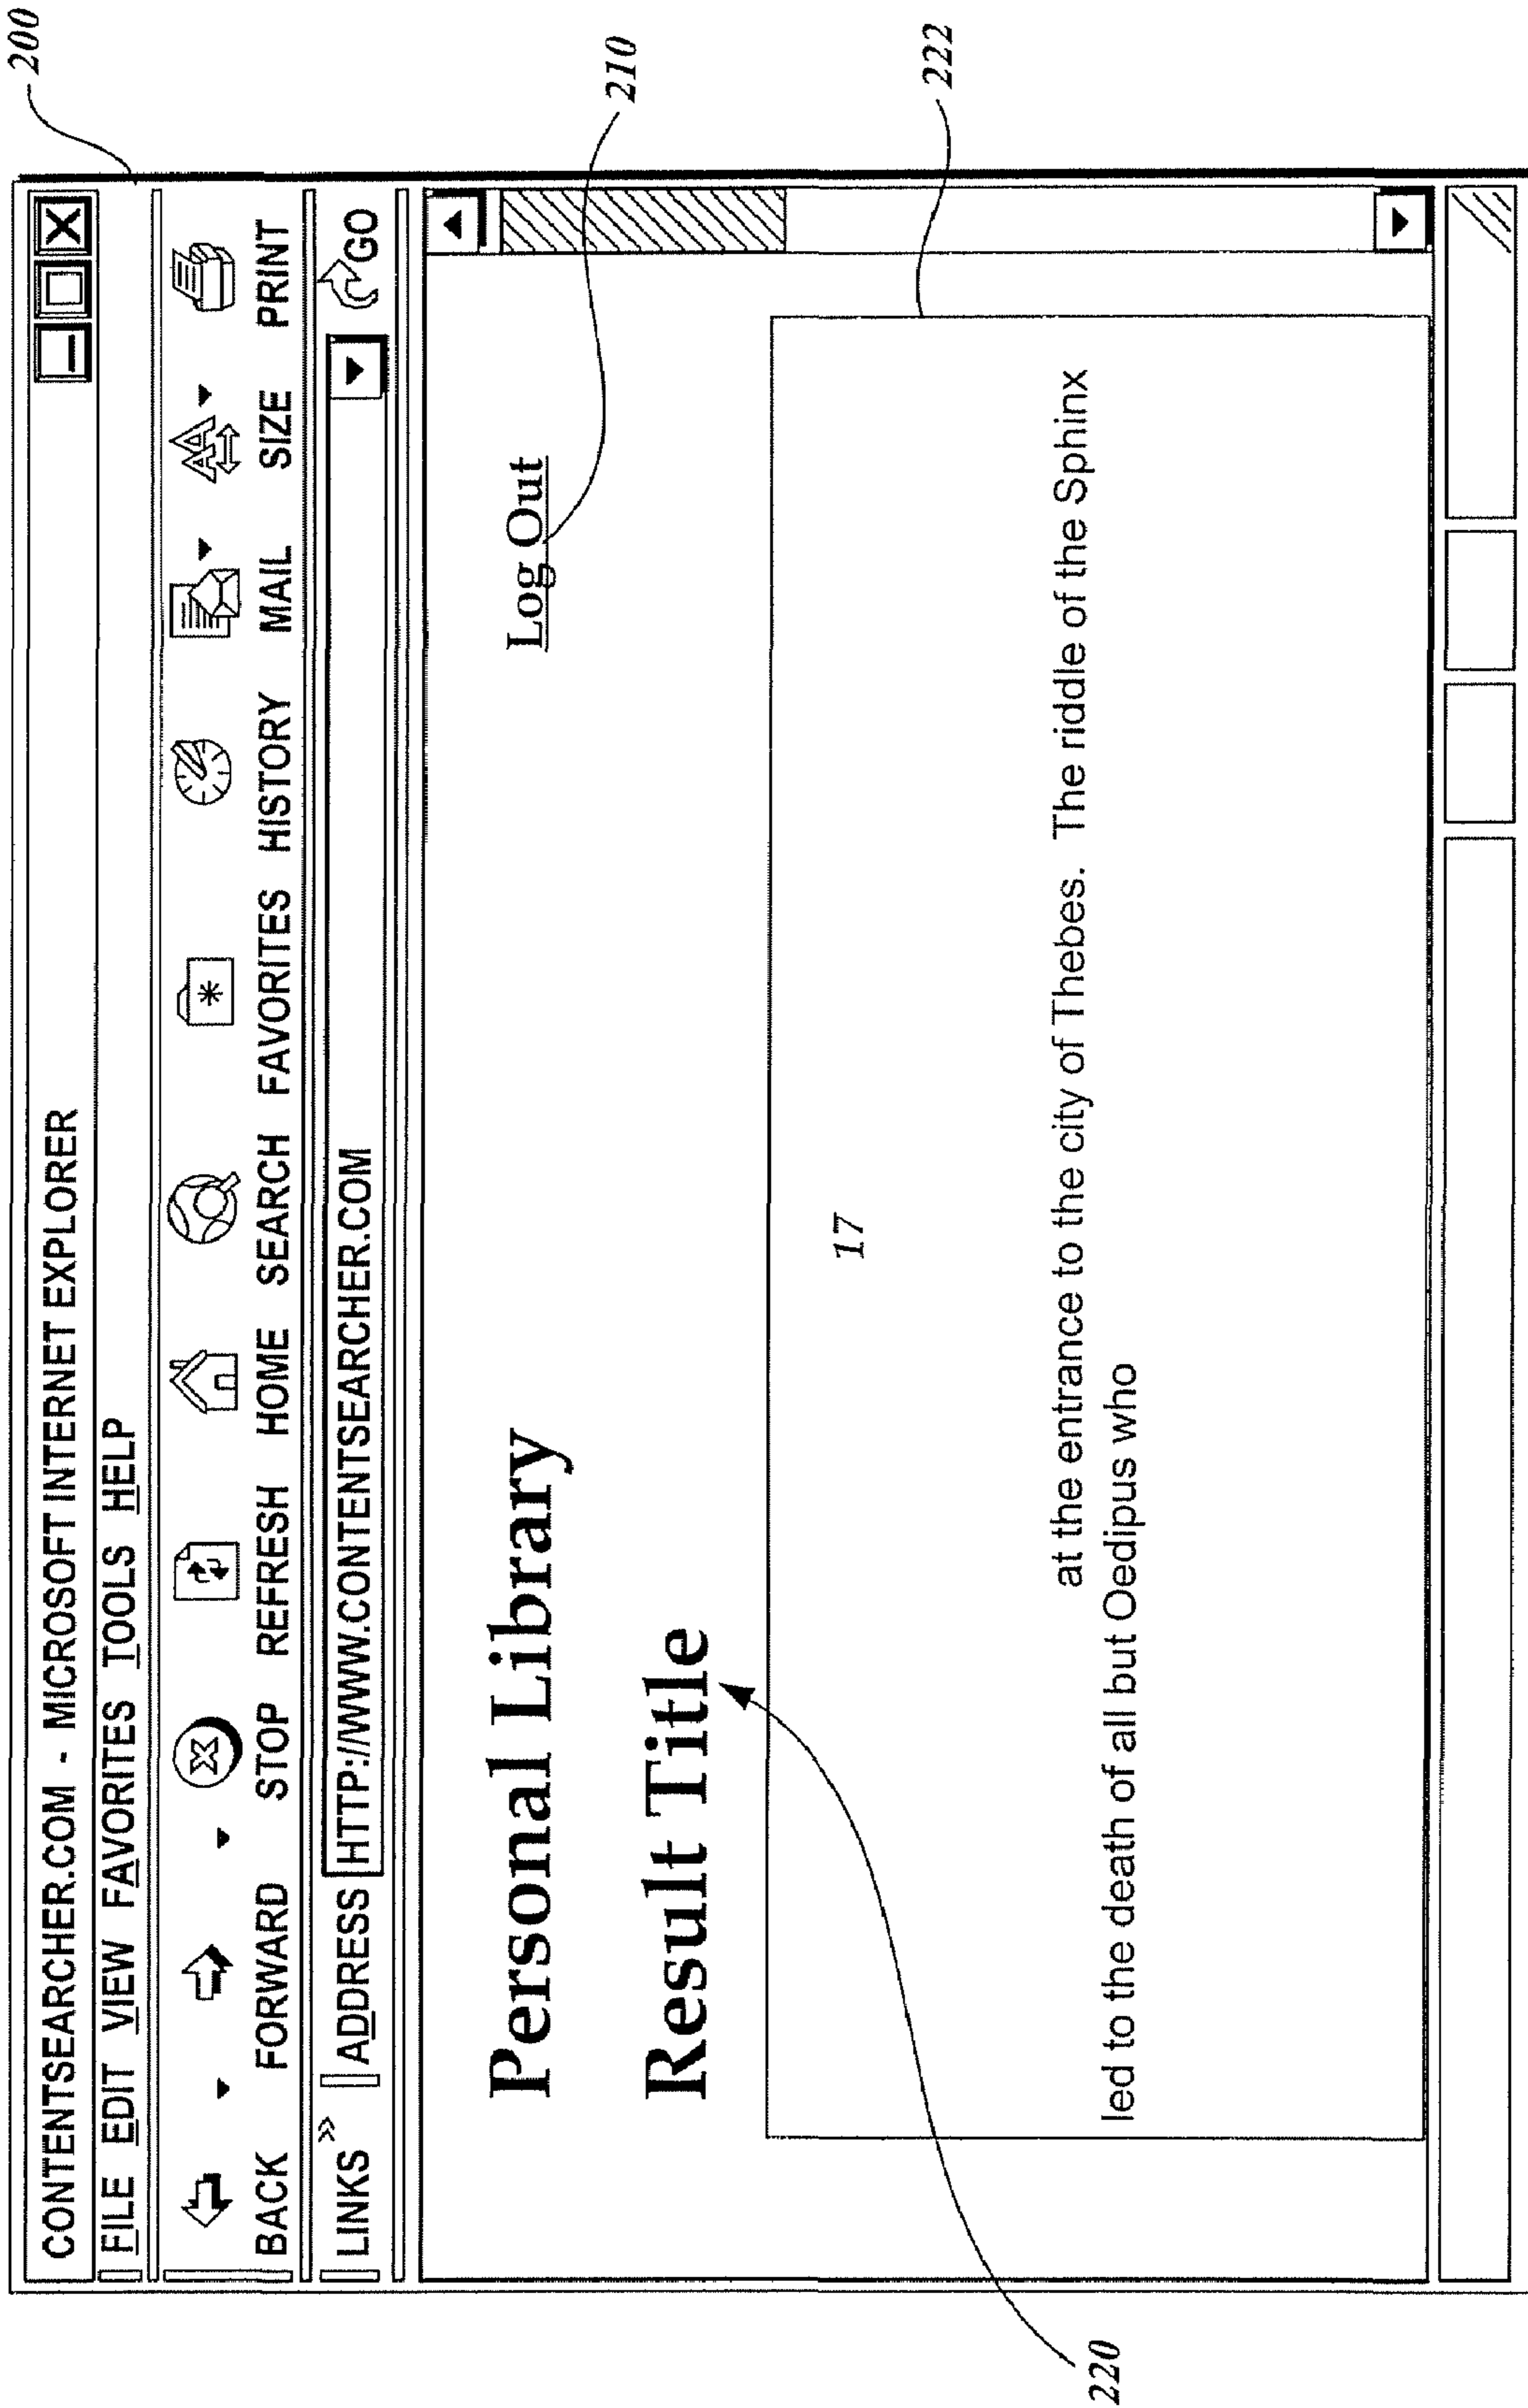 200
CONTENTSEARCHER.COM - MICROSOFT INTERNET EXPLORER
FILE EDIT VIEW FAVORITES TOOLS HELP
BACK FORWARD STOP REFRESH HOME SEARCH FAVORITES HISTORY MAIL SIZE PRINT
LINKS » ADDRESS HTTP://WWW.CONTENTSEARCHER.COM GO
Personal Library
Log Out
210
Result Title
220
222
17
at the entrance to the city of Thebes. The riddle of the Sphinx
led to the death of all but Oedipus who